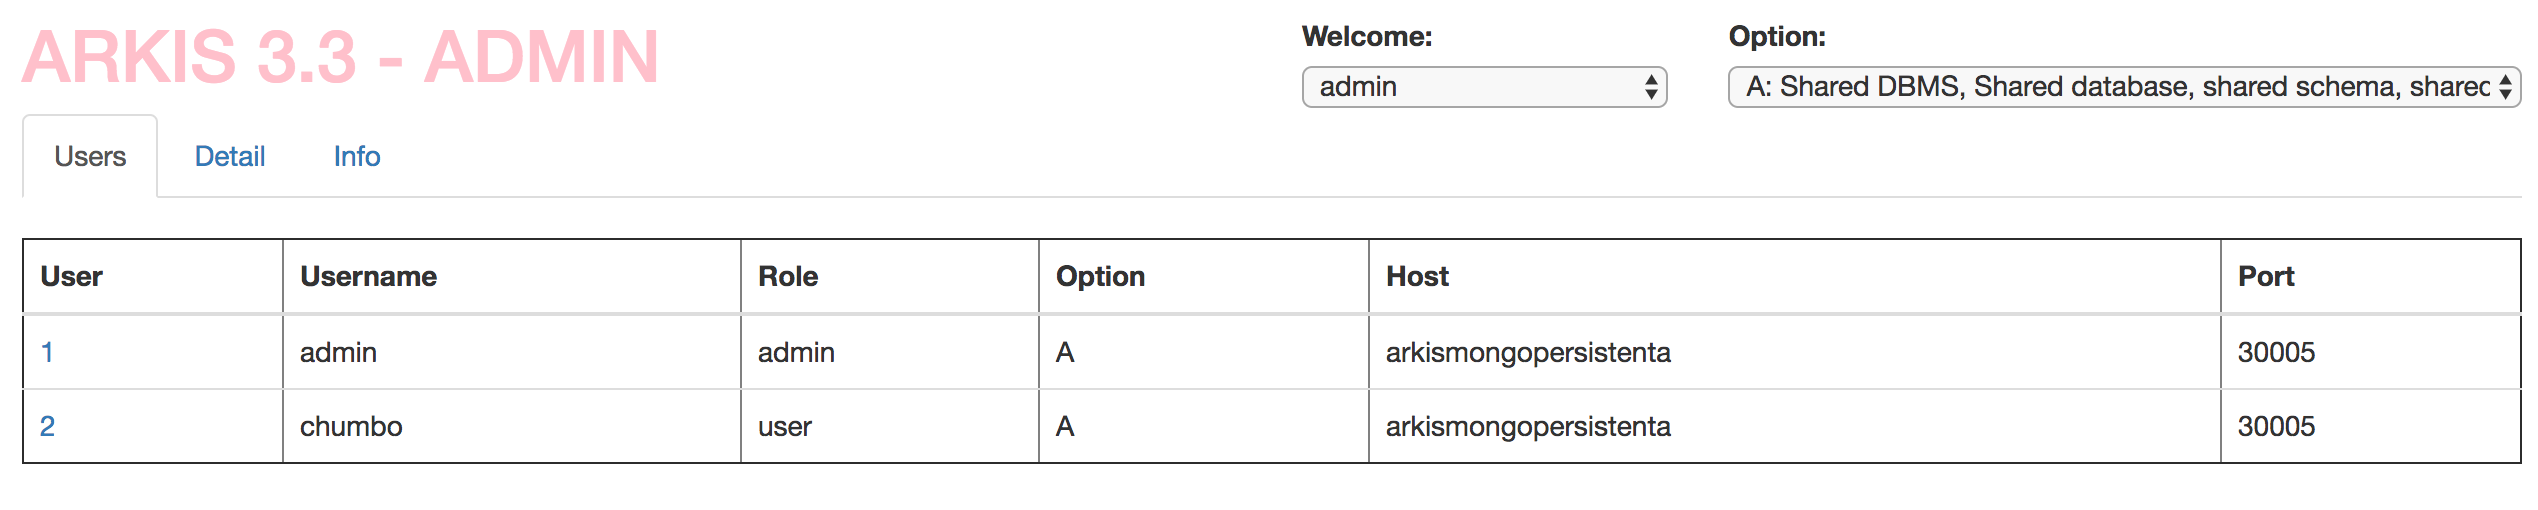 ARKIS 3.3 - ADMIN
Welcome:
admin
Option:
A: Shared DBMS, Shared database, shared schema, shared
Users Detail Info
User Username Role Option Host Port
1 admin admin A arkismongopersistenta 30005
2 chumbo user A arkismongopersistenta 30005